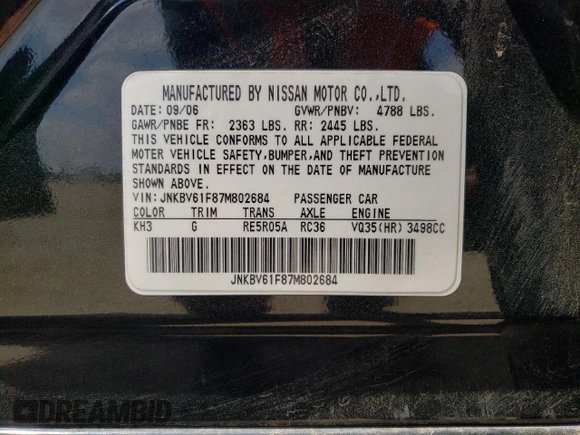 MANUFACTURED BY NISSAN MOTOR CO.,LTD.
DATE: 09/06 GVWR/PNBV: 4788 LBS.
GAWR/PNBE FR: 2363 LBS. RR: 2445 LBS.
THIS VEHICLE CONFORMS TO ALL APPLICABLE FEDERAL
MOTER VEHICLE SAFETY,BUMPER,AND THEFT PREVENTION
STANDARDS IN EFFECT ON THE DATE OF MANUFACTURE
SHOWN ABOVE.
VIN: JNKBV61F87M802684 PASSENGER CAR
COLOR TRIM TRANS AXLE ENGINE
KH3 G RE5R05A RC36 VQ35(HR) 3498CC
JNKBV61F87M802684
DREAMBID